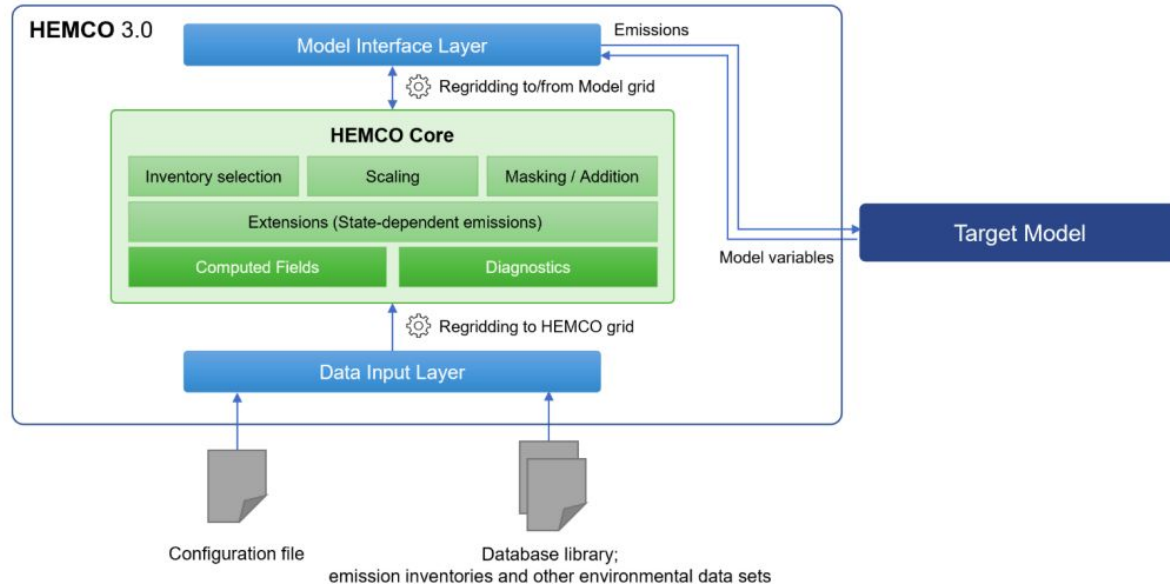 HEMCO 3.0
Model Interface Layer
Emissions
Regridding to/from Model grid
HEMCO Core
Inventory selection
Scaling
Masking / Addition
Extensions (State-dependent emissions)
Computed Fields
Diagnostics
Target Model
Model variables
Regridding to HEMCO grid
Data Input Layer
Configuration file
Database library;
emission inventories and other environmental data sets